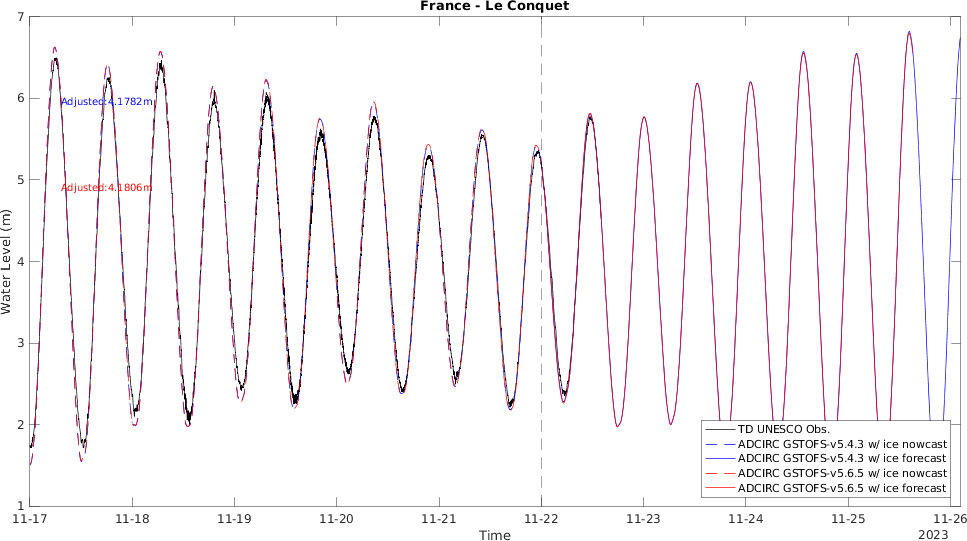 France - Le Conquet
7
6
5
4
3
2
1
Water Level (m)
Adjusted:4.1782m
Adjusted:4.1806m
TD UNESCO Obs.
ADCIRC GSTOFS-v5.4.3 w/ ice nowcast
ADCIRC GSTOFS-v5.4.3 w/ ice forecast
ADCIRC GSTOFS-v5.6.5 w/ ice nowcast
ADCIRC GSTOFS-v5.6.5 w/ ice forecast
11-17 11-18 11-19 11-20 11-21 11-22 11-23 11-24 11-25 11-26
Time
2023